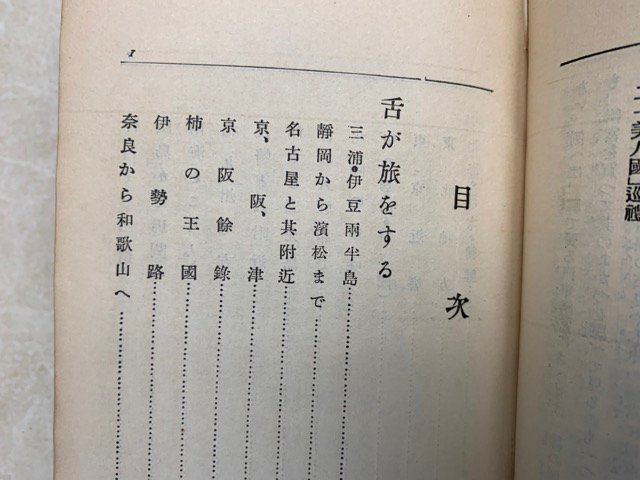 目次
舌が旅をする
三浦・伊豆兩半島
靜岡から濱松まで
名古屋と其附近
京、阪、津
京阪餘錄
柿の王國
伊勢路
奈良から和歌山へ
1